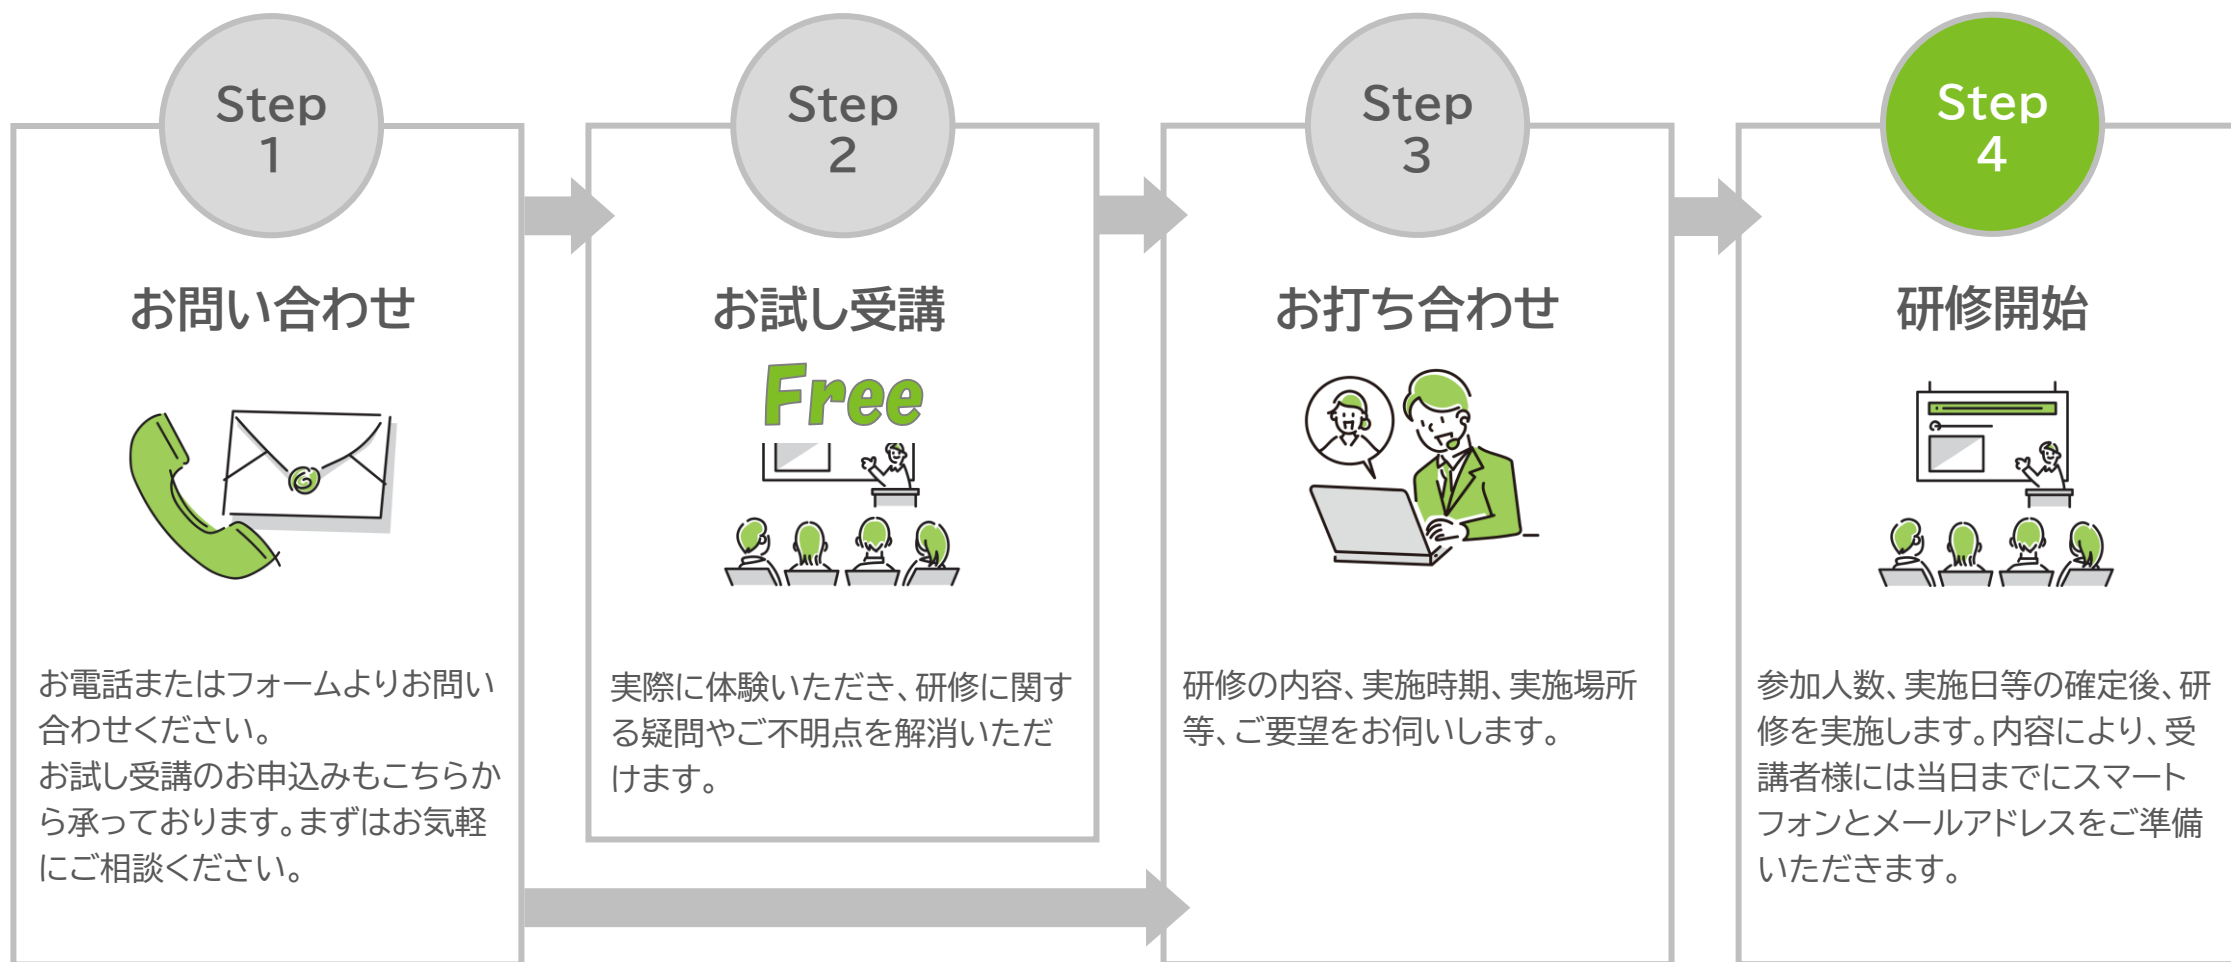 Step
1
お問い合わせ
お電話またはフォームよりお問い
合わせください。
お試し受講のお申込みもこちらか
ら承っております。まずはお気軽
にご相談ください。
Step
2
お試し受講
Free
実際に体験いただき、研修に関す
る疑問やご不明点を解消いただ
けます。
Step
3
お打ち合わせ
研修の内容、実施時期、実施場所
等、ご要望をお伺いします。
Step
4
研修開始
参加人数、実施日等の確定後、研
修を実施します。内容により、受
講者様には当日までにスマート
フォンとメールアドレスをご準備
いただきます。